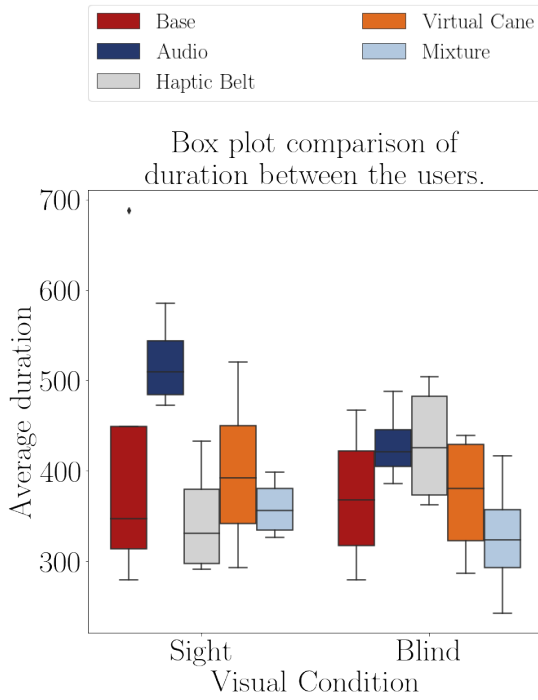 Base
Audio
Haptic Belt
Virtual Cane
Mixture
Box plot comparison of
duration between the users.
700
600
500
400
300
Average duration
Sight
Blind
Visual Condition